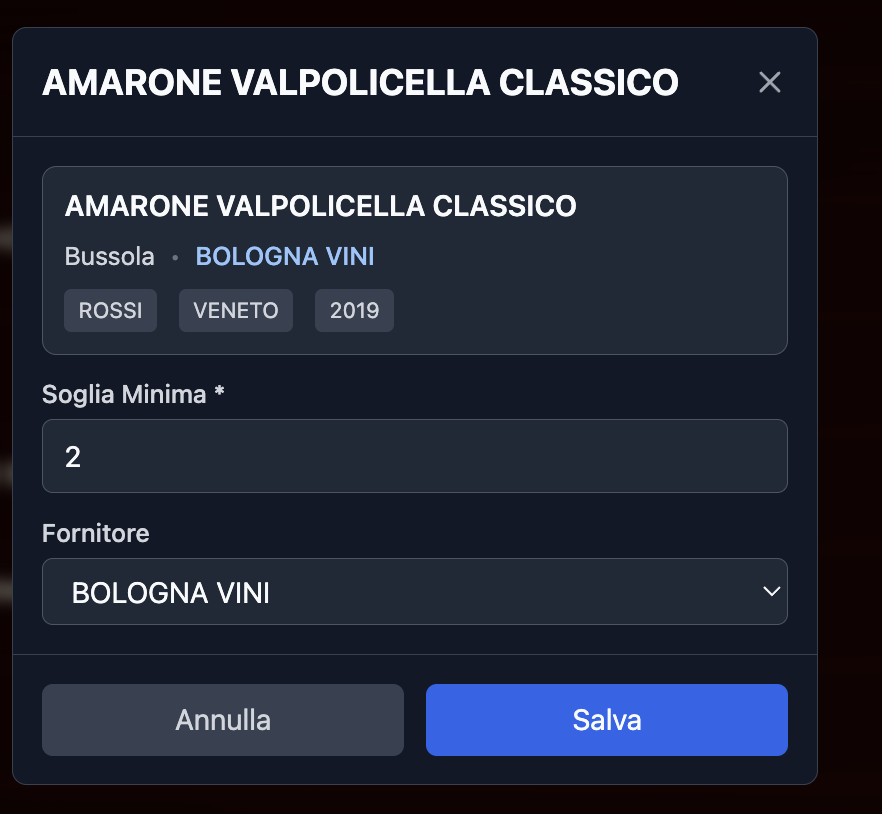 AMARONE VALPOLICELLA CLASSICO
AMARONE VALPOLICELLA CLASSICO
Bussola • BOLOGNA VINI
ROSSI VENETO 2019
Soglia Minima *
2
Fornitore
BOLOGNA VINI
Annulla Salva